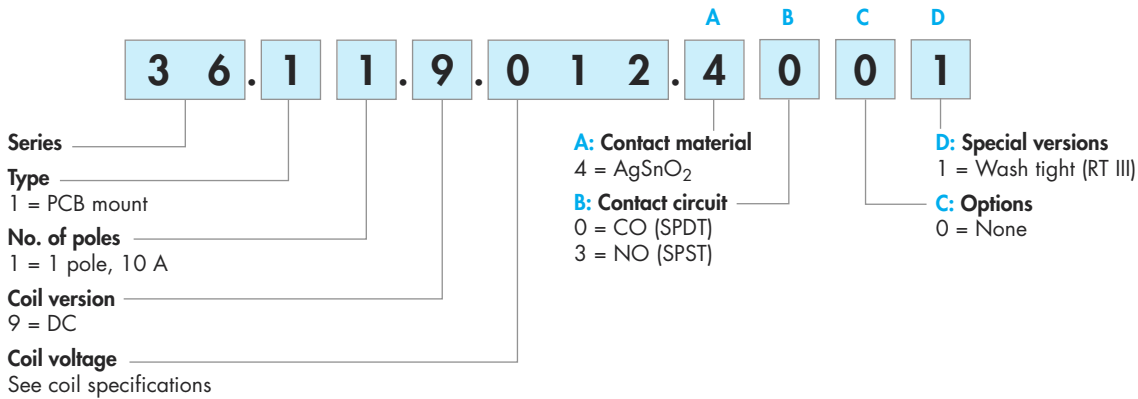 A B C D
3 6 . 1 1 . 9 . 0 1 2 . 4 0 0 1
Series
Type
1 = PCB mount
No. of poles
1 = 1 pole, 10 A
Coil version
9 = DC
Coil voltage
See coil specifications
A: Contact material
4 = AgSnO₂
B: Contact circuit
0 = CO (SPDT)
3 = NO (SPST)
D: Special versions
1 = Wash tight (RT III)
C: Options
0 = None